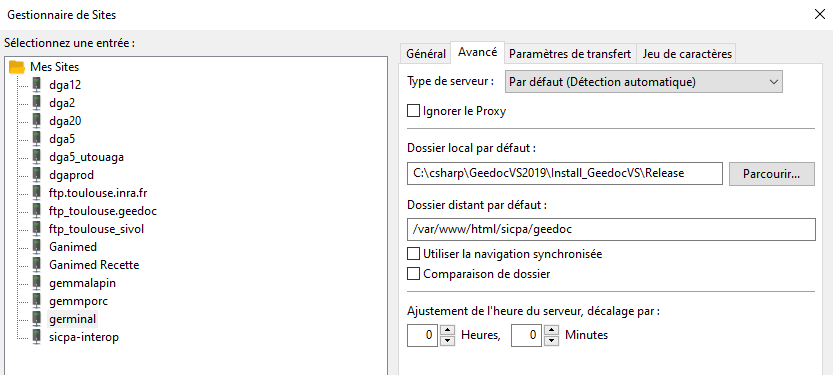 Gestionnaire de Sites
Sélectionnez une entrée :
Mes Sites
dga12
dga2
dga20
dga5
dga5_utouaga
dgaprod
ftp.toulouse.inra.fr
ftp_toulouse.geedoc
ftp_toulouse_sivol
Ganimed
Ganimed Recette
gemmalapin
gemmporc
germinal
sicpa-interop
Général Avancé Paramètres de transfert Jeu de caractères
Type de serveur : Par défaut (Détection automatique)
Ignorer le Proxy
Dossier local par défaut :
C:\csharp\GeedocVS2019\Install_GeedocVS\Release Parcourir...
Dossier distant par défaut :
/var/www/html/sicpa/geedoc
Utiliser la navigation synchronisée
Comparaison de dossier
Ajustement de l'heure du serveur, décalage par :
0 Heures, 0 Minutes